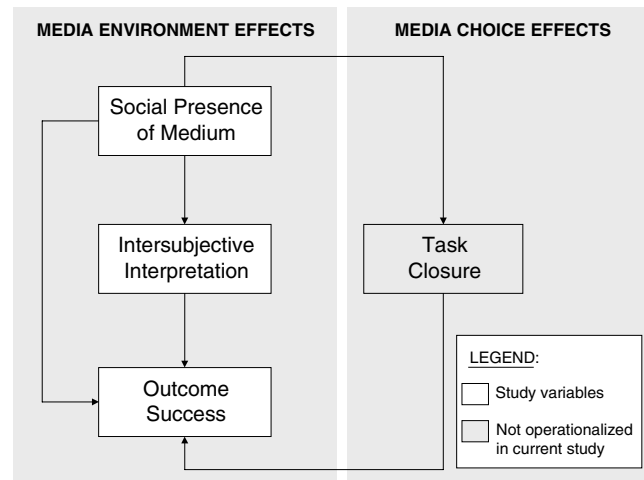 MEDIA ENVIRONMENT EFFECTS
MEDIA CHOICE EFFECTS
Social Presence
of Medium
Intersubjective
Interpretation
Task
Closure
Outcome
Success
LEGEND:
Study variables
Not operationalized
in current study